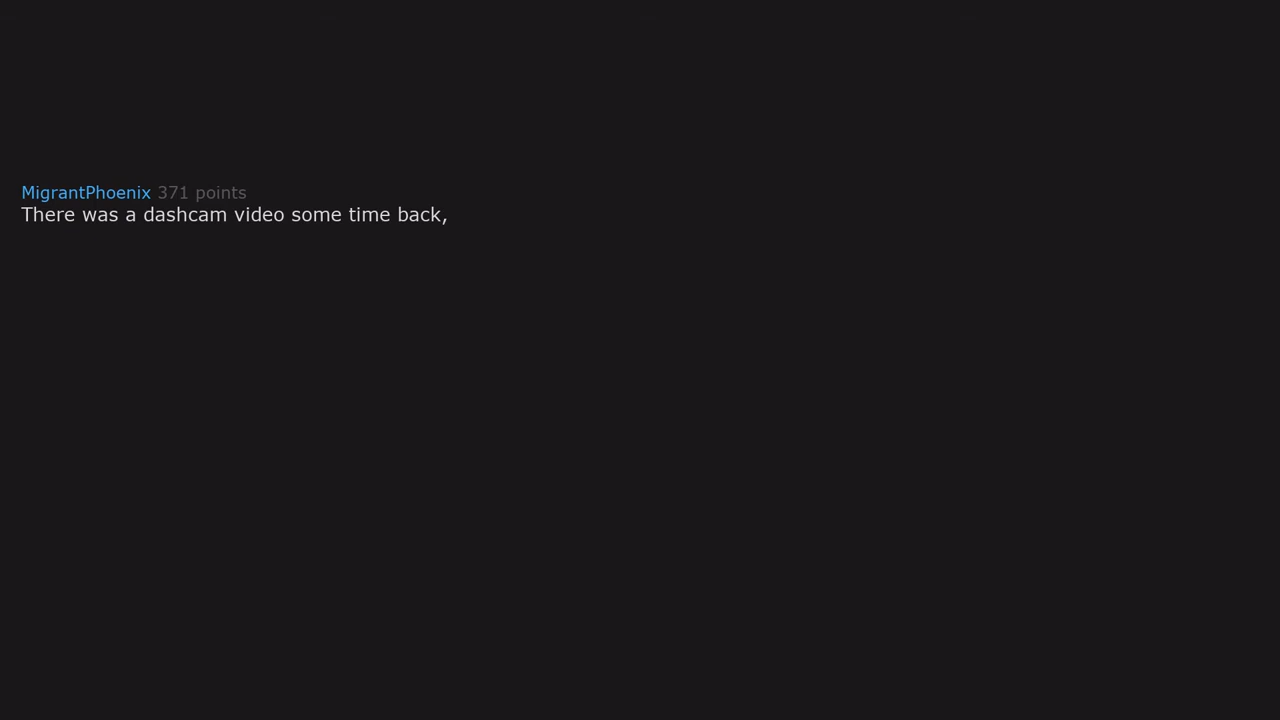 MigrantPhoenix 371 points
There was a dashcam video some time back,